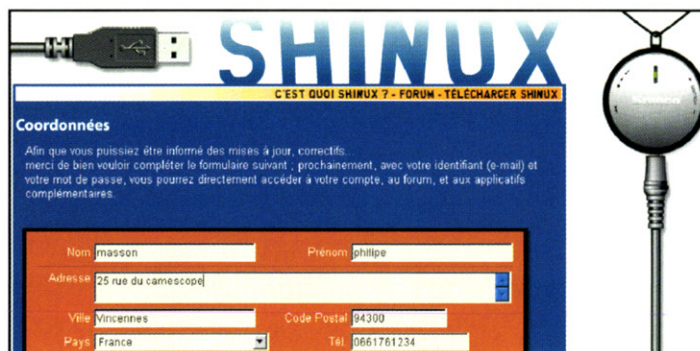 SHINUX
C'EST QUOI SHINUX ? - FORUM - TELÉCHARGER SHINUX
Coordonnées
Afin que vous puissiez être informé des mises à jour, correctifs.
merci de bien vouloir compléter le formulaire suivant ; prochainement, avec votre identifiant (e-mail) et
votre mot de passe, vous pourrez directement accéder à votre compte, au forum, et aux applicatifs
complémentaires.
Nom masson Prénom philipe
Adresse 25 rue du camescope
Ville Vincennes Code Postal 94300
Pays France Tél. 0661761234